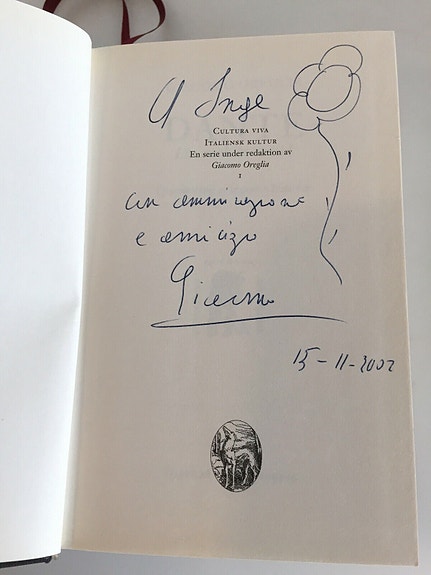 A Inge
CULTURA VIVA
ITALIENSK KULTUR
En serie under redaktion av
Giacomo Oreglia
1
con ammirazione
e amicizia
Giacomo
15-11-2002